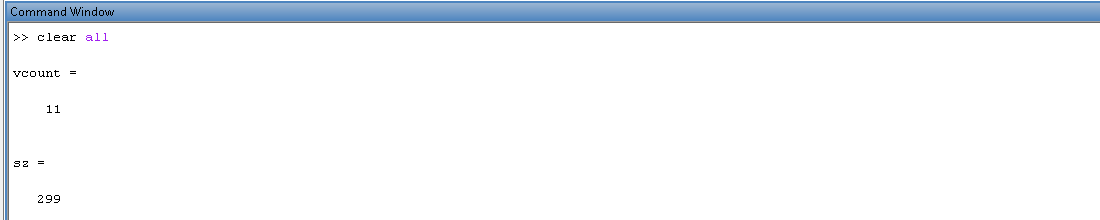 Command Window
>> clear all
vcount =
11
sz =
299